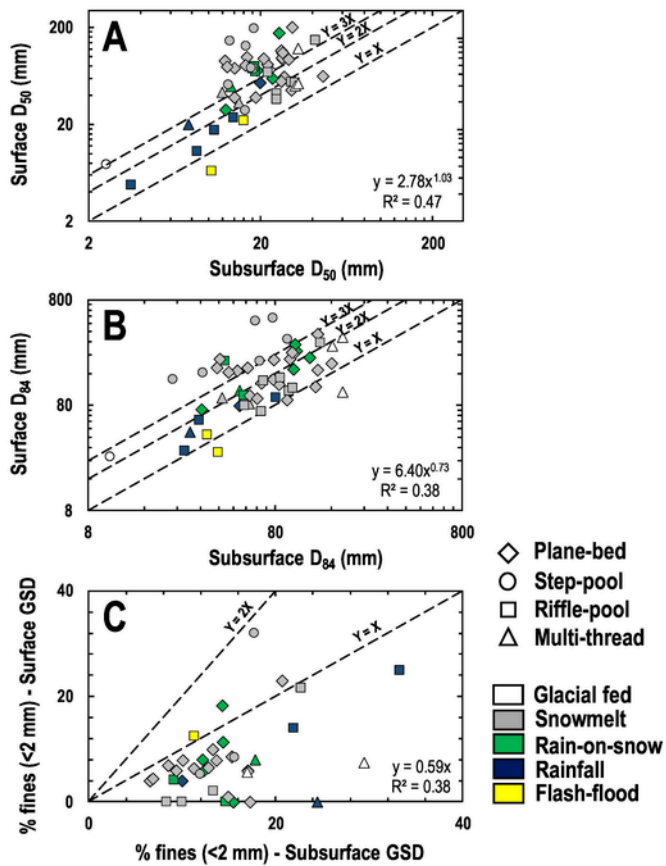 A
200
20
2
Surface D50 (mm)
Y = 3X
Y = 2X
Y = X
y = 2.78x^1.03
R² = 0.47
2 20 200
Subsurface D50 (mm)
B
800
80
8
Surface D84 (mm)
Y = 3X
Y = 2X
Y = X
y = 6.40x^0.73
R² = 0.38
8 80 800
Subsurface D84 (mm)
C
40
20
0
% fines (<2 mm) - Surface GSD
Y = 2X
Y = X
y = 0.59x
R² = 0.38
0 20 40
% fines (<2 mm) - Subsurface GSD
Plane-bed
Step-pool
Riffle-pool
Multi-thread
Glacial fed
Snowmelt
Rain-on-snow
Rainfall
Flash-flood